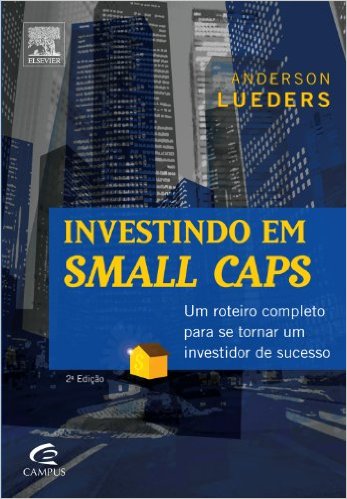 ELSEVIER
ANDERSON
LUEDERS
INVESTINDO EM
SMALL CAPS
Um roteiro completo
para se tornar um
investidor de sucesso
2ª Edição
CAMPUS